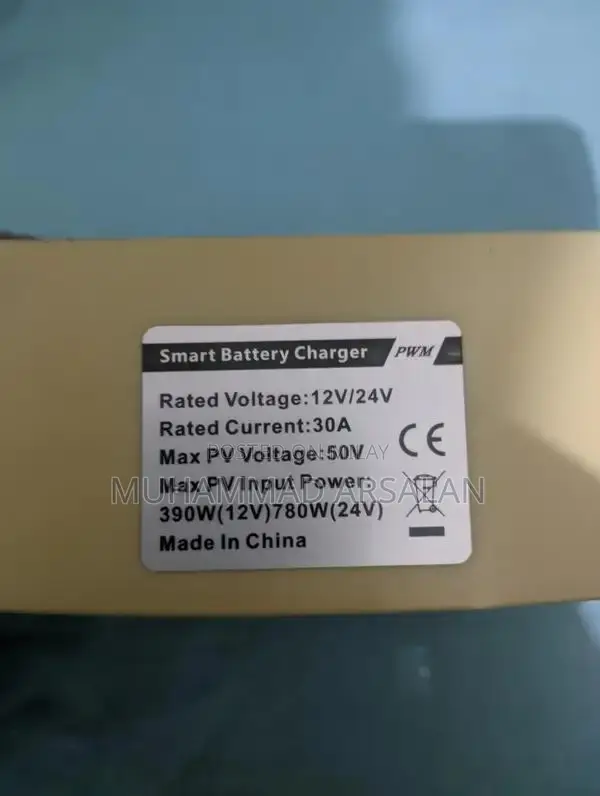 Smart Battery Charger PWM
Rated Voltage:12V/24V
Rated Current:30A
POSTED ON JIJI BY
Max PV Voltage:50V
Max PV Input Power:
MUHAMMAD ARSALAN
390W(12V)780W(24V)
Made In China
CE